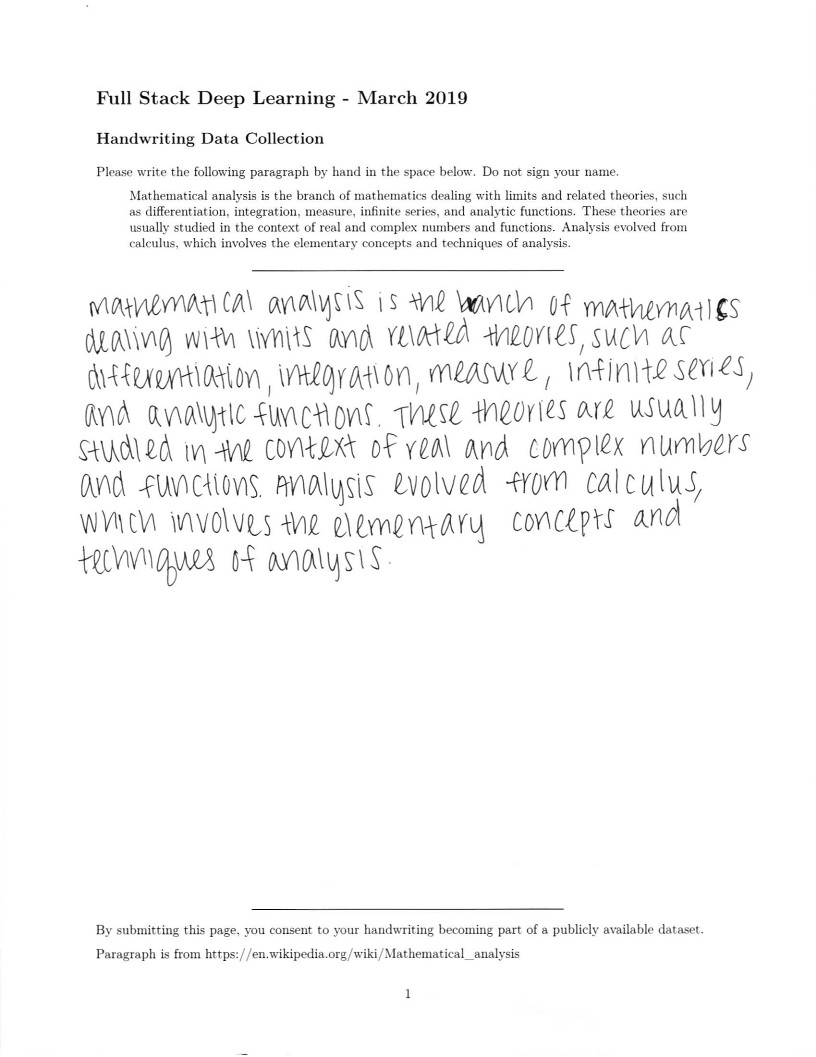 Full Stack Deep Learning - March 2019
Handwriting Data Collection
Please write the following paragraph by hand in the space below. Do not sign your name.
Mathematical analysis is the branch of mathematics dealing with limits and related theories, such
as differentiation, integration, measure, infinite series, and analytic functions. These theories are
usually studied in the context of real and complex numbers and functions. Analysis evolved from
calculus, which involves the elementary concepts and techniques of analysis.
mathematical analysis is the banch of mathematics
dealing with limits and related theories, such as
differentiation, integration, measure, infinite series,
and analytic functions. These theories are usually
studied in the context of real and complex numbers
and functions. Analysis evolved from calculus,
which involves the elementary concepts and
techniques of analysis.
By submitting this page, you consent to your handwriting becoming part of a publicly available dataset.
Paragraph is from https://en.wikipedia.org/wiki/Mathematical_analysis
1